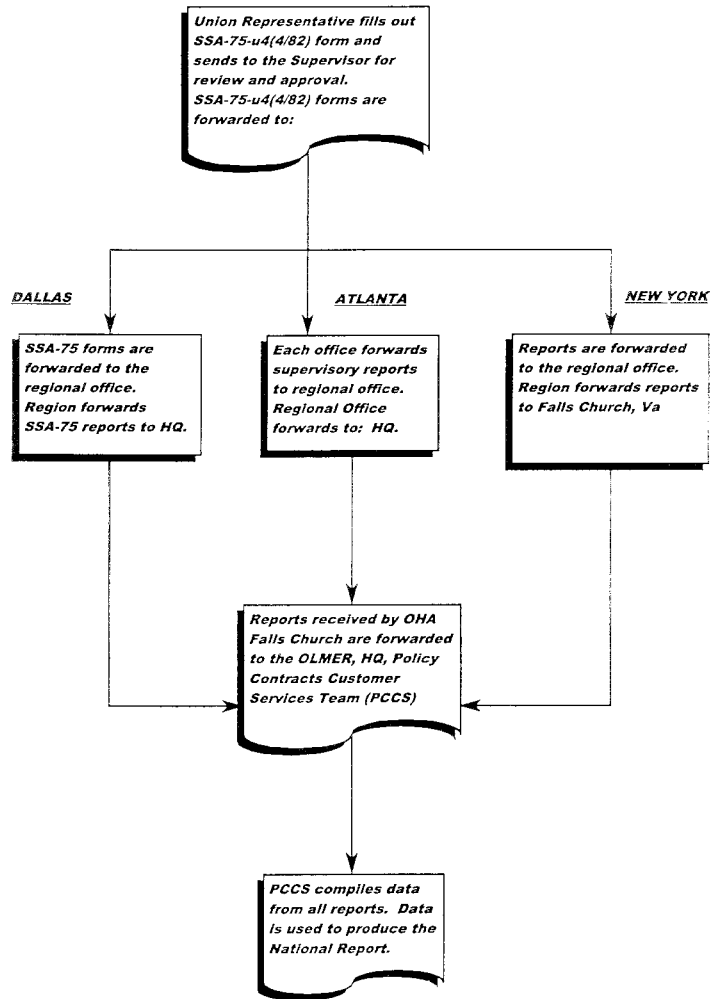 Union Representative fills out
SSA-75-u4(4/82) form and
sends to the Supervisor for
review and approval.
SSA-75-u4(4/82) forms are
forwarded to:
DALLAS
ATLANTA
NEW YORK
SSA-75 forms are
forwarded to the
regional office.
Region forwards
SSA-75 reports to HQ.
Each office forwards
supervisory reports
to regional office.
Regional Office
forwards to: HQ.
Reports are forwarded
to the regional office.
Region forwards reports
to Falls Church, Va
Reports received by OHA
Falls Church are forwarded
to the OLMER, HQ, Policy
Contracts Customer
Services Team (PCCS)
PCCS compiles data
from all reports. Data
is used to produce the
National Report.